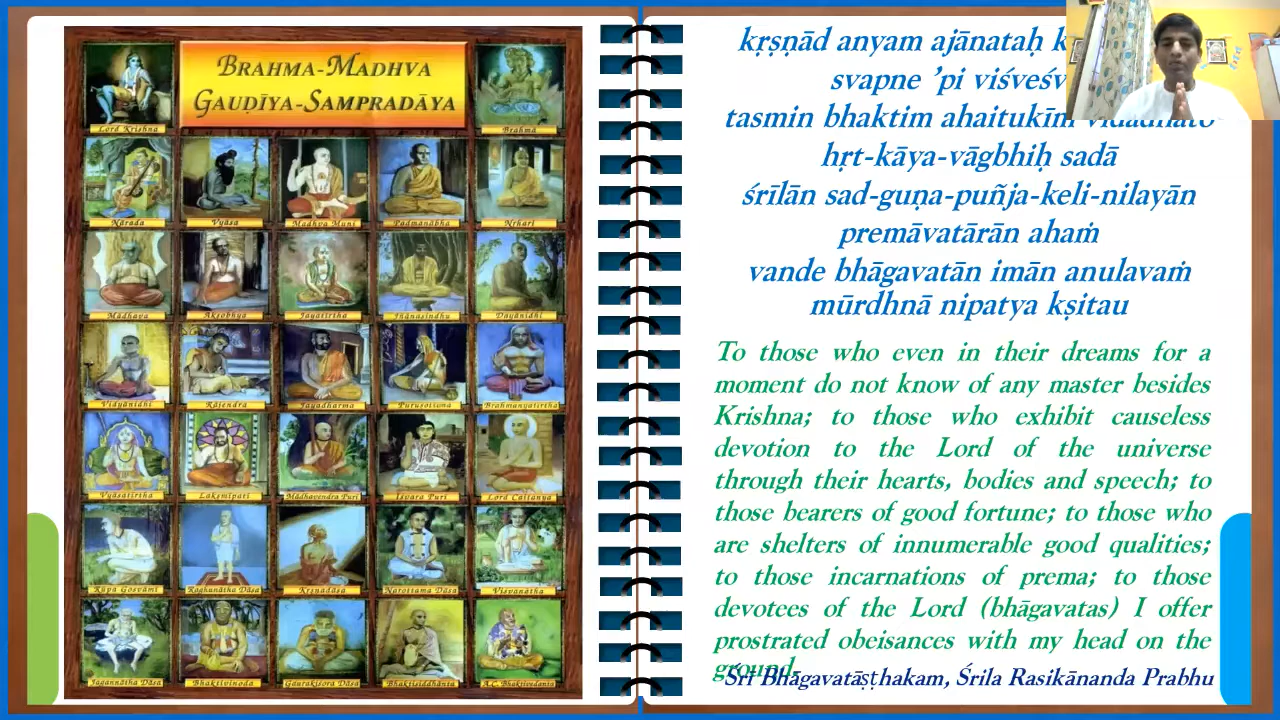 BRAHMA-MADHVA
GAUDĪYA-SAMPRADĀYA
Lord Krishna
Brahmā
Nārada
Vyāsa
Madhva Muni
Padmanābha
Nṛhari
Mādhava
Akṣobhya
Jayatīrtha
Jñānasindhu
Dayānidhi
Vidyānidhi
Rājendra
Jayadharma
Puruṣottama
Brahmanyatīrtha
Vyāsatīrtha
Lakṣmīpati
Mādhavendra Puri
Īśvara Puri
Lord Caitanya
Rūpa Gosvāmī
Raghunātha Dāsa
Kṛṣṇadāsa
Narottama Dāsa
Viśvanātha
Jagannātha Dāsa
Bhaktivinoda
Gaurakiśora Dāsa
Bhaktisiddhānta
A.C. Bhaktivedanta
kṛṣṇād anyam ajānataḥ
svapne ’pi
tasmin bhaktim ahaitukīm vidadhato
hṛt-kāya-vāgbhiḥ sadā
śrīlān sad-guṇa-puñja-keli-nilayān
premāvatārān ahaṁ
vande bhāgavatān imān anulavaṁ
mūrdhnā nipatya kṣitau
To those who even in their dreams for a
moment do not know of any master besides
Krishna; to those who exhibit causeless
devotion to the Lord of the universe
through their hearts, bodies and speech; to
those bearers of good fortune; to those who
are shelters of innumerable good qualities;
to those incarnations of prema; to those
devotees of the Lord (bhāgavatas) I offer
prostrated obeisances with my head on the
ground.
Śrī Bhāgavatāṣṭhakam, Śrīla Rasikānanda Prabhu